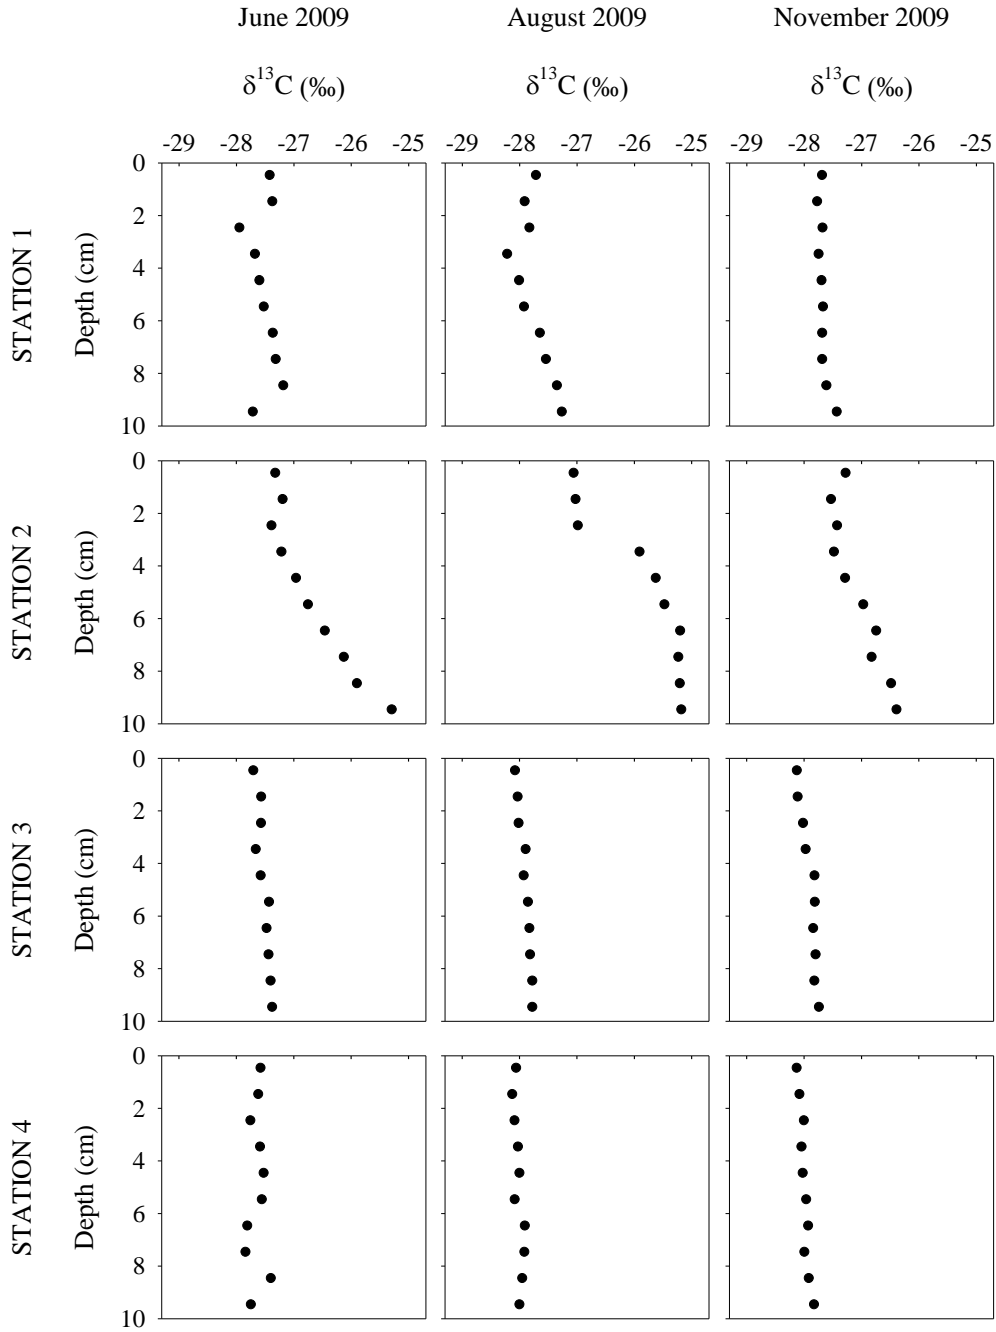 June 2009 August 2009 November 2009
δ13C (‰) δ13C (‰) δ13C (‰)
-29 -28 -27 -26 -25 -29 -28 -27 -26 -25 -29 -28 -27 -26 -25
STATION 1
Depth (cm)
0
2
4
6
8
10
STATION 2
Depth (cm)
0
2
4
6
8
10
STATION 3
Depth (cm)
0
2
4
6
8
10
STATION 4
Depth (cm)
0
2
4
6
8
10